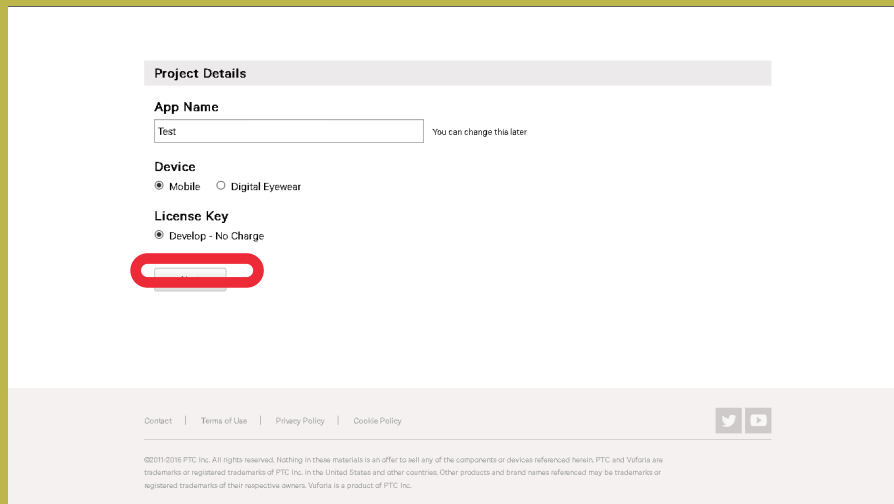 Project Details
App Name
Test
You can change this later
Device
Mobile
Digital Eyewear
License Key
Develop - No Charge
Contact | Terms of Use | Privacy Policy | Cookie Policy
©2011-2016 PTC Inc. All rights reserved. Nothing in these materials is an offer to sell any of the components or devices referenced herein. PTC and Vuforia are
trademarks or registered trademarks of PTC Inc. in the United States and other countries. Other products and brand names referenced may be trademarks or
registered trademarks of their respective owners. Vuforia is a product of PTC Inc.